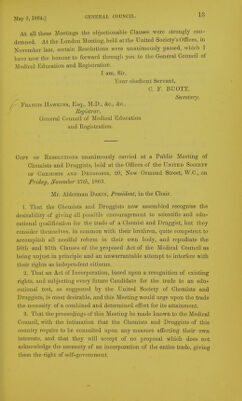 May 3, 1864.] GENERAL COUNCIL. 13
At all these Meetings the objectionable Clauses were strongly con-
demned. At the London Meeting, held at the United Society's Offices, in
November last, certain Resolutions were unanimously passed, which I
have now the honour to forward through you to the General Council of
Medical Education and Registration.
I am, Sir,
Your obedient Servant,
C. F. BUOTT,
Secretary.
FRANCIS HAWKINS, Esq., M.D., &c., &c.,
Registrar,
General Council of Medical Education
and Registration.
COPY OF RESOLUTIONS unanimously carried at a Public Meeting of
Chemists and Druggists, held at the Offices of the UNITED SOCIETY
OF CHEMISTS AND DRUGGISTS, 20, New Ormond Street, W.C., on
Friday, November 27th, 1863.
Mr. Alderman DAKIN, President, in the Chair.
1. That the Chemists and Druggists now assembled recognise the
desirability of giving all possible encouragement to scientific and edu-
cational qualification for the trade of a Chemist and Druggist, but they
consider themselves, in common with their brethren, quite competent to
accomplish all needful reform in their own body, and repudiate the
56th and 57th Clauses of the proposed Act of the Medical Council as
being unjust in principle and an unwarrantable attempt to interfere with
their rights as independent citizens.
2. That an Act of Incorporation, based upon a recognition of existing
rights, and subjecting every future Candidate for the trade to an edu-
cational test, as suggested by the United Society of Chemists and
Druggists, is most desirable, and this Meeting would urge upon the trade
the necessity of a combined and determined effort for its attainment.
3. That the proceedings of this Meeting be made known to the Medical
Council, with the intimation that the Chemists and Druggists of this
country require to be consulted upon any measure affecting their own
interests, and that they will accept of no proposal which does not
acknowledge the necessity of an incorporation of the entire trade, giving
them the right of self-government.